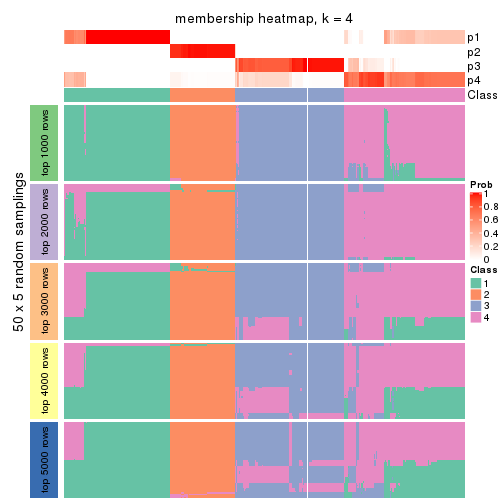 membership heatmap, k = 4
p1
p2
p3
p4
Class
50 x 5 random samplings
top 1000 rows
top 2000 rows
top 3000 rows
top 4000 rows
top 5000 rows
Prob
1
0.8
0.6
0.4
0.2
0
Class
1
2
3
4